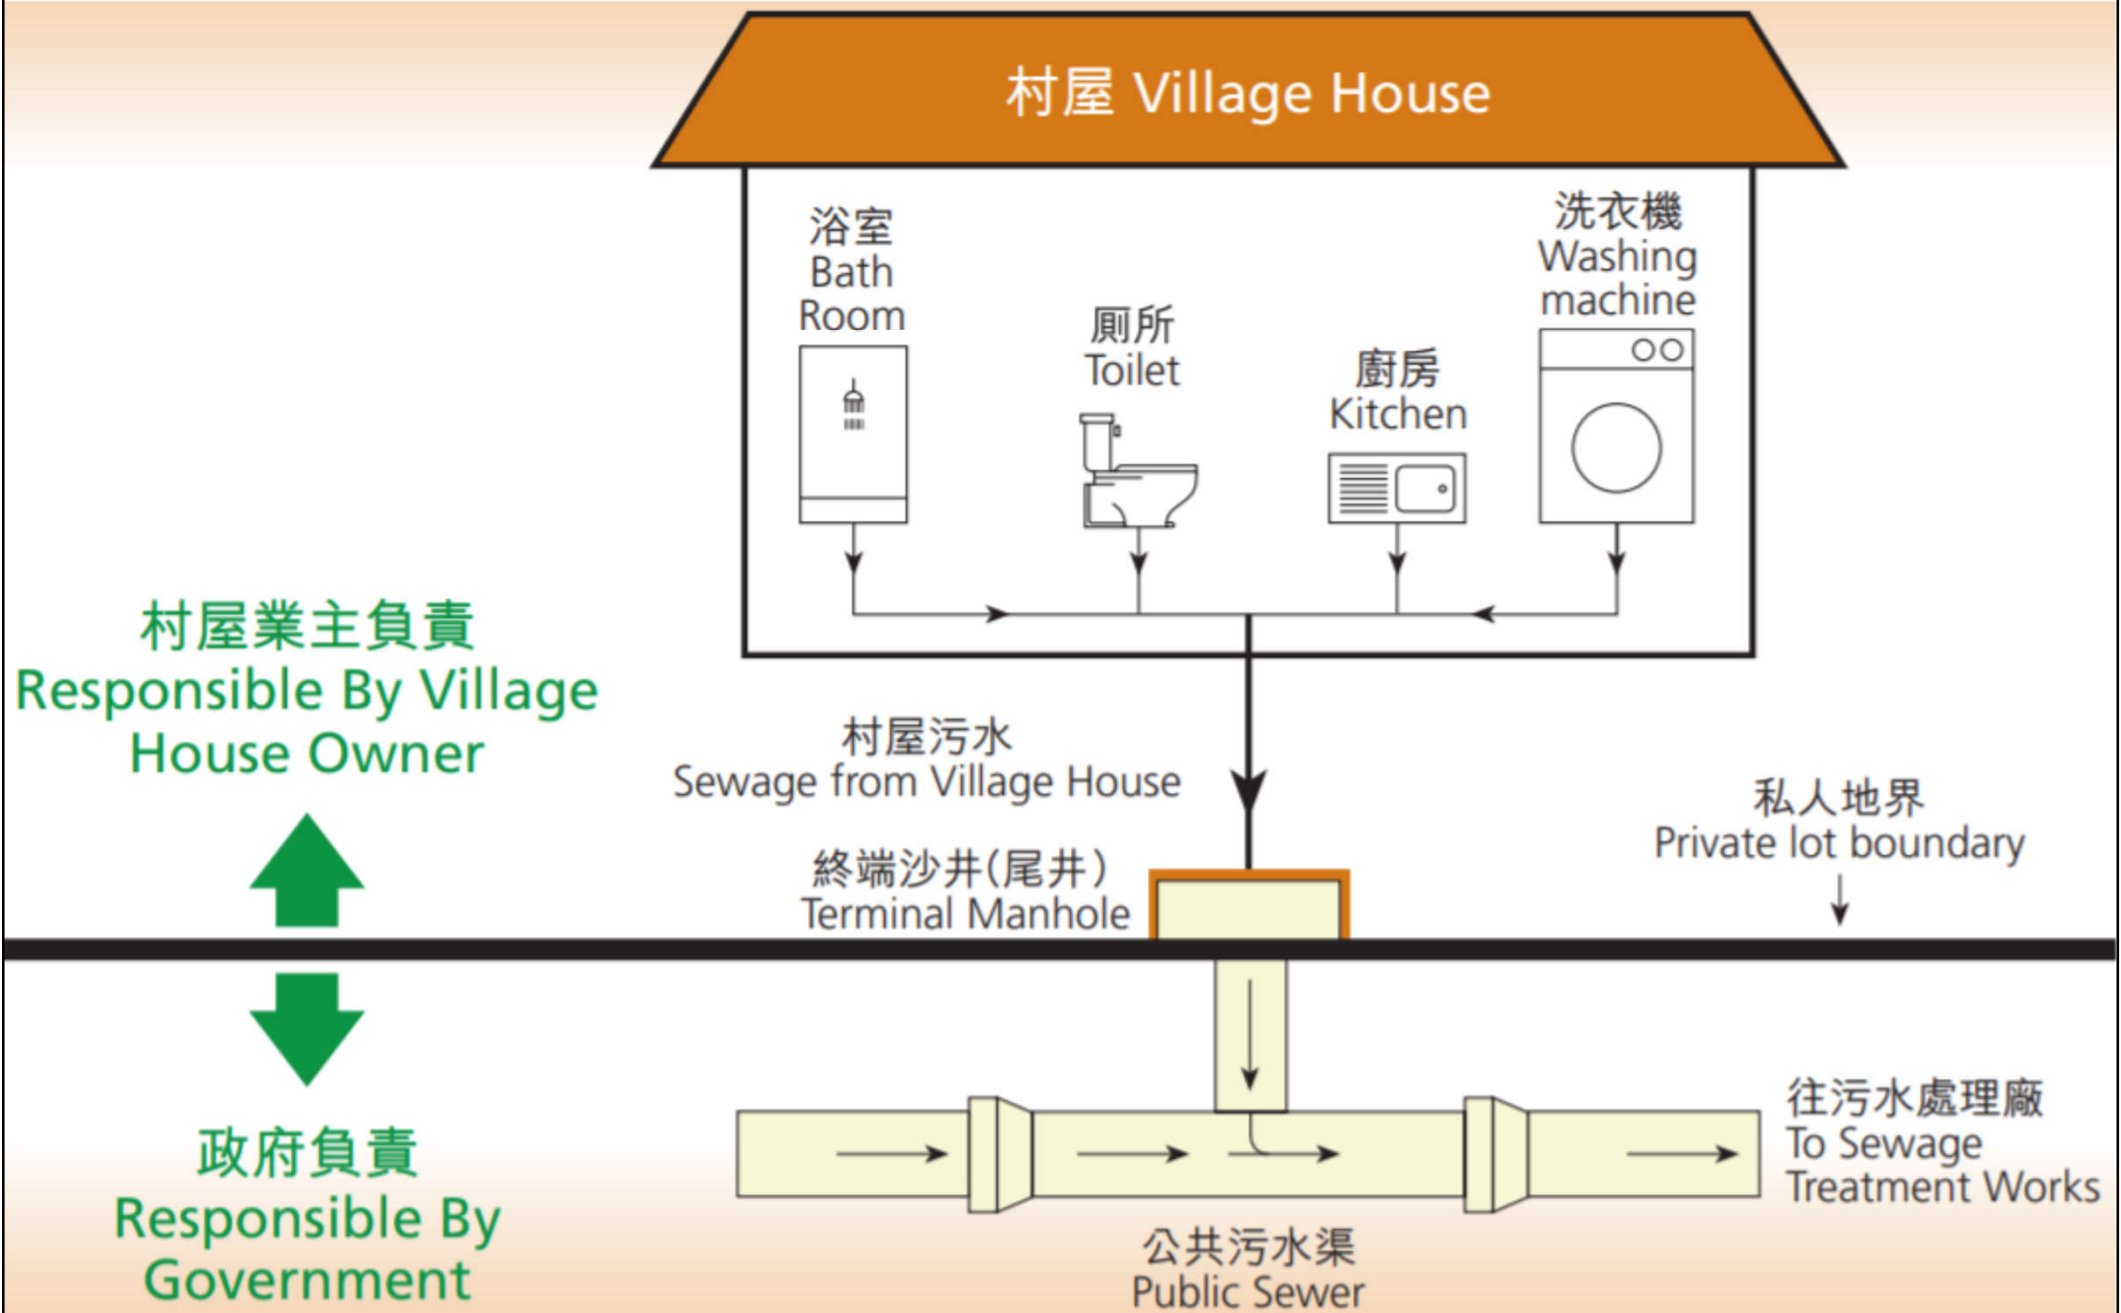 村屋 Village House
浴室
Bath
Room
厠所
Toilet
廚房
Kitchen
洗衣機
Washing
machine
村屋業主負責
Responsible By Village
House Owner
村屋污水
Sewage from Village House
終端沙井(尾井)
Terminal Manhole
私人地界
Private lot boundary
政府負責
Responsible By
Government
往污水處理廠
To Sewage
Treatment Works
公共污水渠
Public Sewer